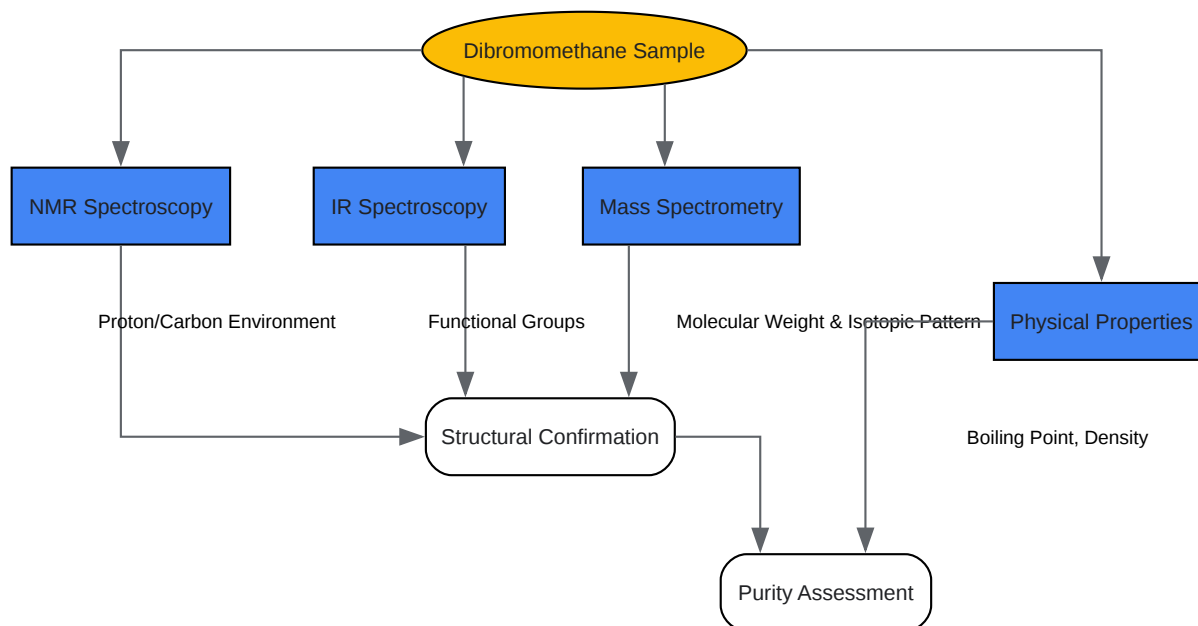 Dibromomethane Sample
NMR Spectroscopy
IR Spectroscopy
Mass Spectrometry
Physical Properties
Proton/Carbon Environment
Functional Groups
Molecular Weight & Isotopic Pattern
Structural Confirmation
Boiling Point, Density
Purity Assessment